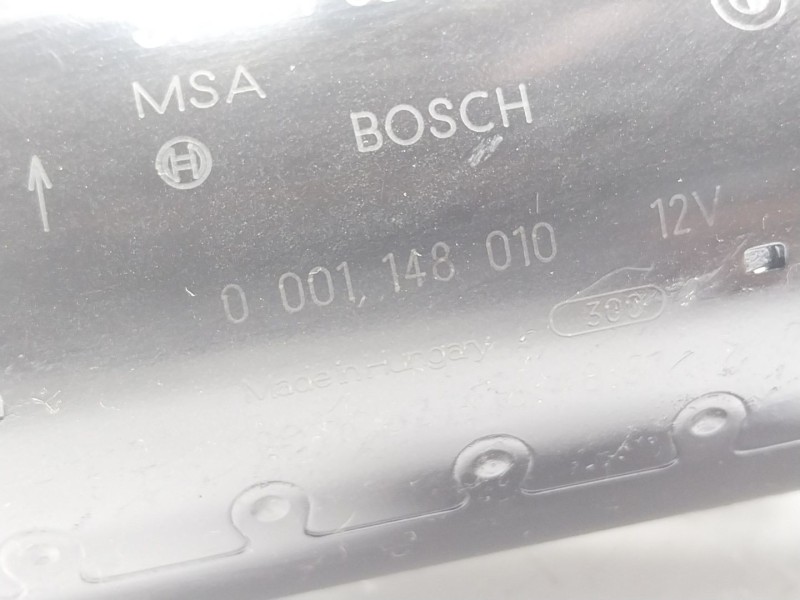 MSA
BOSCH
0 001 148 010
12V
300
Made in Hungary